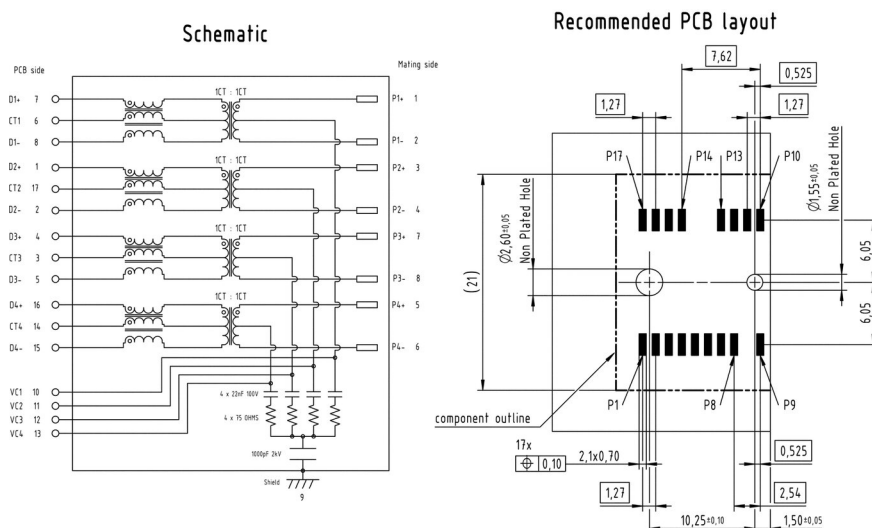 Schematic
PCB side
Mating side
D1+ 7
1CT : 1CT
P1+ 1
CT1 6
D1- 8
P1- 2
D2+ 1
1CT : 1CT
P2+ 3
CT2 17
D2- 2
P2- 4
D3+ 4
1CT : 1CT
P3+ 7
CT3 3
D3- 5
P3- 8
D4+ 16
1CT : 1CT
P4+ 5
CT4 14
D4- 15
P4- 6
VC1 10
VC2 11
VC3 12
VC4 13
4 x 22nF 100V
4 x 75 OHMS
1000pF 2kV
Shield
9
Recommended PCB layout
7,62
0,525
1,27
1,27
P17
P14
P13
P10
Ø1,55±0,05
Non Plated Hole
Ø2,60±0,05
Non Plated Hole
(21)
6,05
6,05
P1
P8
P9
component outline
17x
2,1x0,70
0,10
0,525
1,27
2,54
10,25±0,10
1,50±0,05